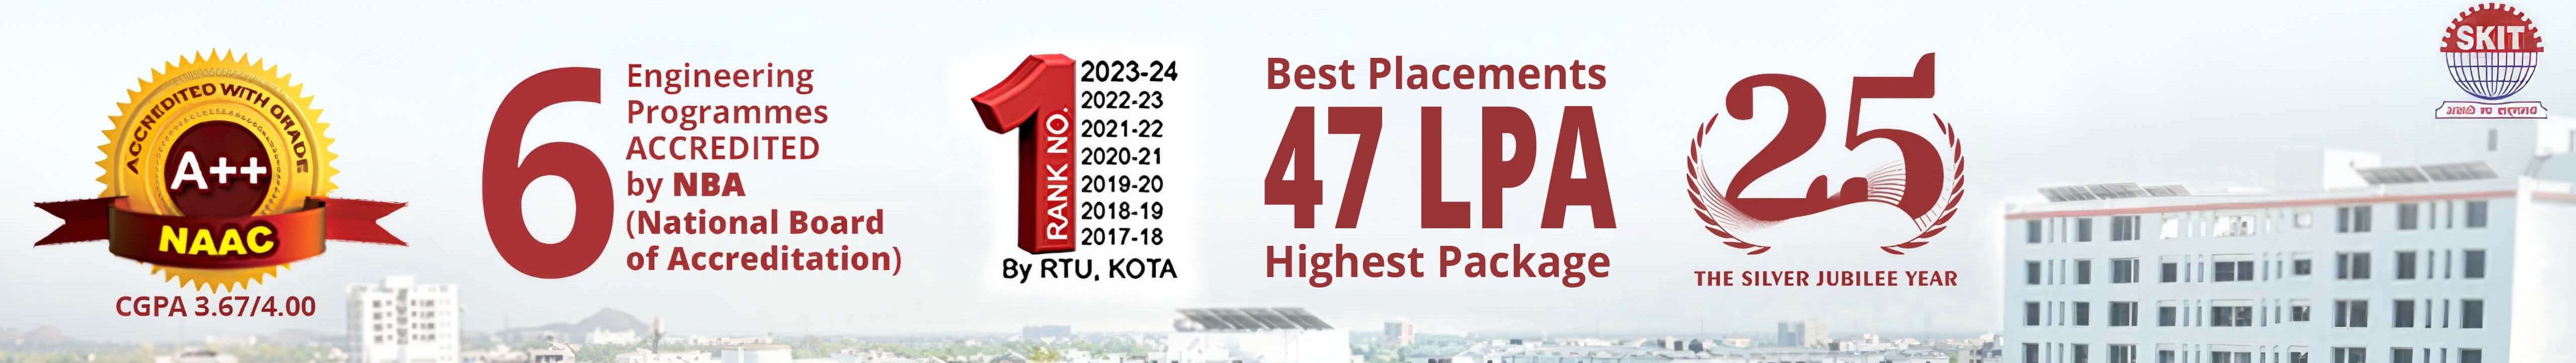 ACCREDITED WITH GRADE
A++
NAAC
CGPA 3.67/4.00
6
Engineering
Programmes
ACCREDITED
by NBA
(National Board
of Accreditation)
1
RANK NO.
2023-24
2022-23
2021-22
2020-21
2019-20
2018-19
2017-18
By RTU, KOTA
Best Placements
47 LPA
Highest Package
25
THE SILVER JUBILEE YEAR
SKIT